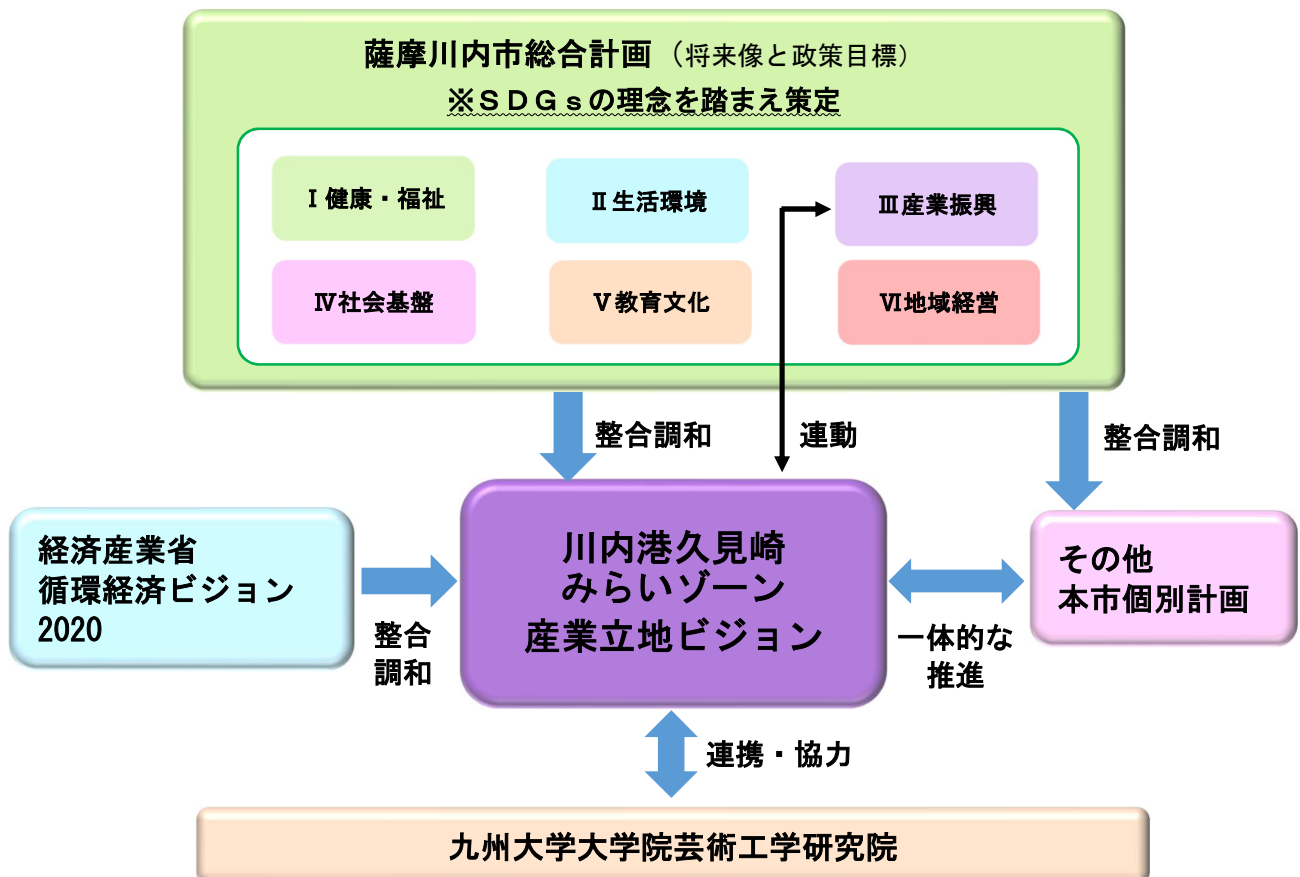 薩摩川内市総合計画（将来像と政策目標）
※ＳＤＧｓの理念を踏まえ策定
Ⅰ健康・福祉
Ⅱ生活環境
Ⅲ産業振興
Ⅳ社会基盤
Ⅴ教育文化
Ⅵ地域経営
整合調和
連動
整合調和
経済産業省
循環経済ビジョン
2020
整合
調和
川内港久見崎
みらいゾーン
産業立地ビジョン
一体的な
推進
その他
本市個別計画
連携・協力
九州大学大学院芸術工学研究院